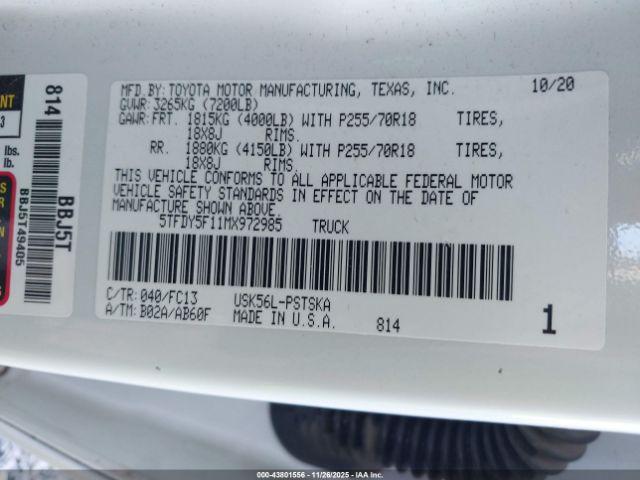 MFD.BY: TOYOTA MOTOR MANUFACTURING, TEXAS, INC. 10/20
GVWR: 3265KG (7200LB)
GAWR: FRT. 1815KG (4000LB) WITH P255/70R18 TIRES,
18X8J RIMS.
RR. 1880KG (4150LB) WITH P255/70R18 TIRES,
18X8J RIMS.
THIS VEHICLE CONFORMS TO ALL APPLICABLE FEDERAL MOTOR
VEHICLE SAFETY STANDARDS IN EFFECT ON THE DATE OF
MANUFACTURE SHOWN ABOVE.
5TFDY5F11MX972985 TRUCK
C/TR: 040/FC13 USK56L-PSTSKA
A/TM: B02A/AB60F MADE IN U.S.A. 814
1
814
BBJ5T
BBJ5T49405
NT
3
lbs.
lb.
000-43801556 - 11/26/2025 - IAA Inc.